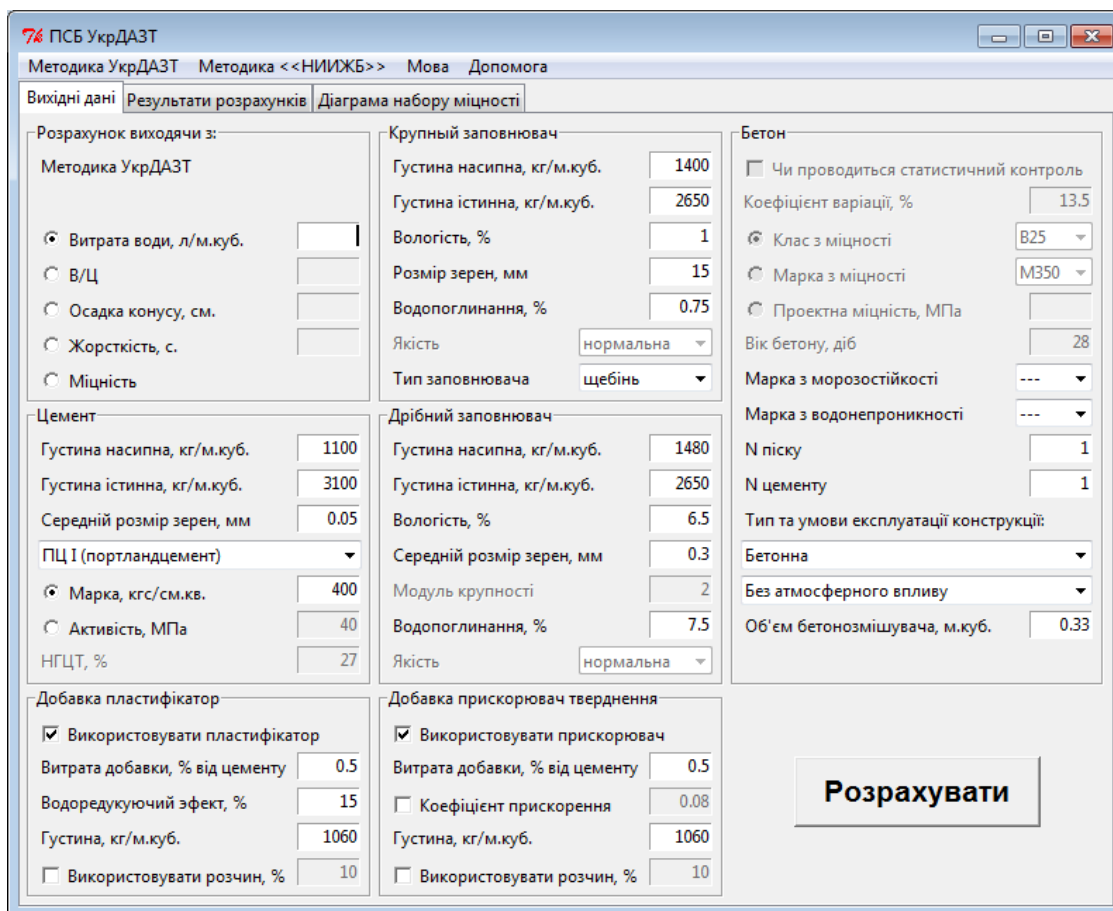 ПСБ УкрДАЗТ
Методика УкрДАЗТ Методика <<НИИЖБ>> Мова Допомога
Вихідні дані Результати розрахунків Діаграма набору міцності
Розрахунок виходячи з:
Методика УкрДАЗТ
Витрата води, л/м.куб.
В/Ц
Осадка конусу, см.
Жорсткість, с.
Міцність
Цемент
Густина насипна, кг/м.куб. 1100
Густина істинна, кг/м.куб. 3100
Середній розмір зерен, мм 0.05
ПЦ I (портландцемент)
Марка, кгс/см.кв. 400
Активість, МПа 40
НГЦТ, % 27
Добавка пластифікатор
Використовувати пластифікатор
Витрата добавки, % від цементу 0.5
Водоредукуючий эфект, % 15
Густина, кг/м.куб. 1060
Використовувати розчин, % 10
Крупный заповнювач
Густина насипна, кг/м.куб. 1400
Густина істинна, кг/м.куб. 2650
Вологість, % 1
Розмір зерен, мм 15
Водопоглинання, % 0.75
Якість нормальна
Тип заповнювача щебінь
Дрібний заповнювач
Густина насипна, кг/м.куб. 1480
Густина істинна, кг/м.куб. 2650
Вологість, % 6.5
Середній розмір зерен, мм 0.3
Модуль крупності 2
Водопоглинання, % 7.5
Якість нормальна
Добавка прискорювач тверднення
Використовувати прискорювач
Витрата добавки, % від цементу 0.5
Коефіцієнт прискорення 0.08
Густина, кг/м.куб. 1060
Використовувати розчин, % 10
Бетон
Чи проводиться статистичний контроль
Коефіцієнт варіації, % 13.5
Клас з міцності B25
Марка з міцності M350
Проектна міцність, МПа
Вік бетону, діб 28
Марка з морозостійкості ---
Марка з водонепроникності ---
N піску 1
N цементу 1
Тип та умови експлуатації конструкції:
Бетонна
Без атмосферного впливу
Об'єм бетонозмішувача, м.куб. 0.33
Розрахувати